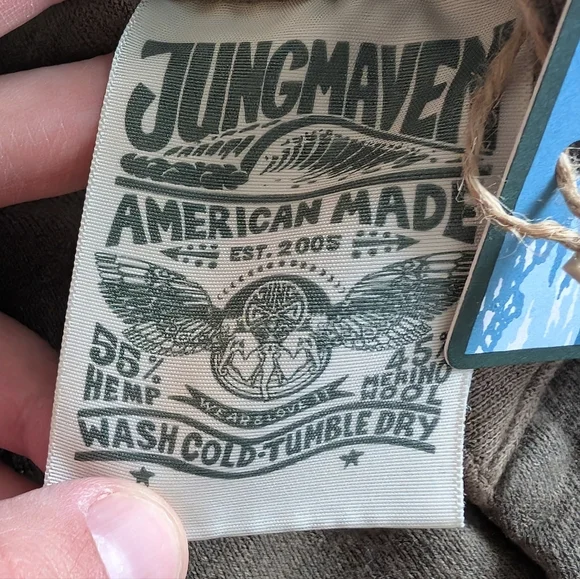 JUNGMAVEN
AMERICAN MADE
EST. 2005
55%
HEMP
45%
MERINO
WOOL
WASH COLD-TUMBLE DRY